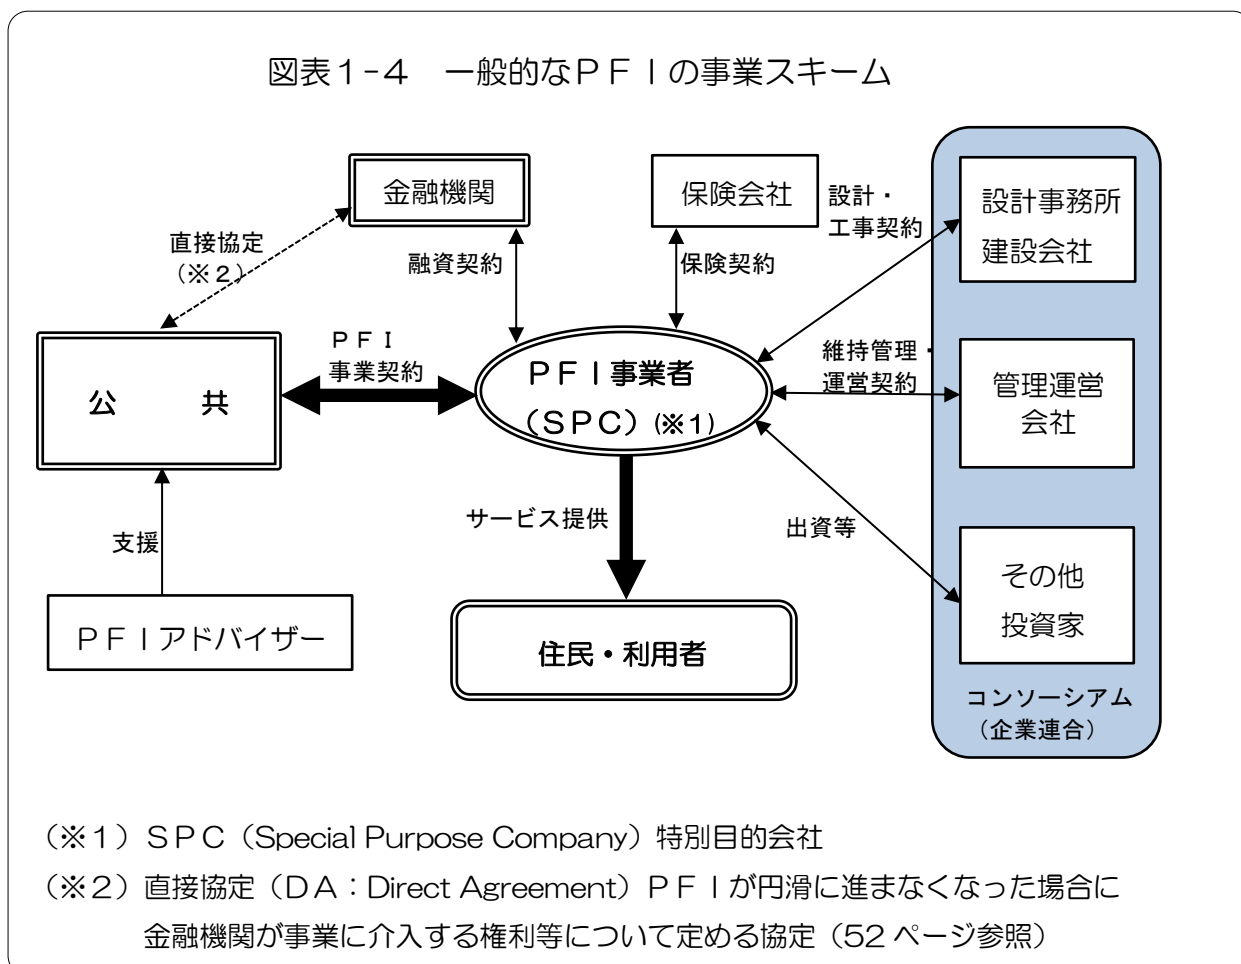 図表1-4 一般的なPFIの事業スキーム
金融機関
保険会社
設計・
工事契約
設計事務所
建設会社
直接協定
(※2)
融資契約
保険契約
公 共
PFI
事業契約
PFI事業者
(SPC)(※1)
維持管理・
運営契約
管理運営
会社
サービス提供
出資等
支援
その他
投資家
PFIアドバイザー
住民・利用者
コンソーシアム
(企業連合)
(※1)SPC(Special Purpose Company)特別目的会社
(※2)直接協定(DA:Direct Agreement)PFIが円滑に進まなくなった場合に
金融機関が事業に介入する権利等について定める協定(52 ページ参照)